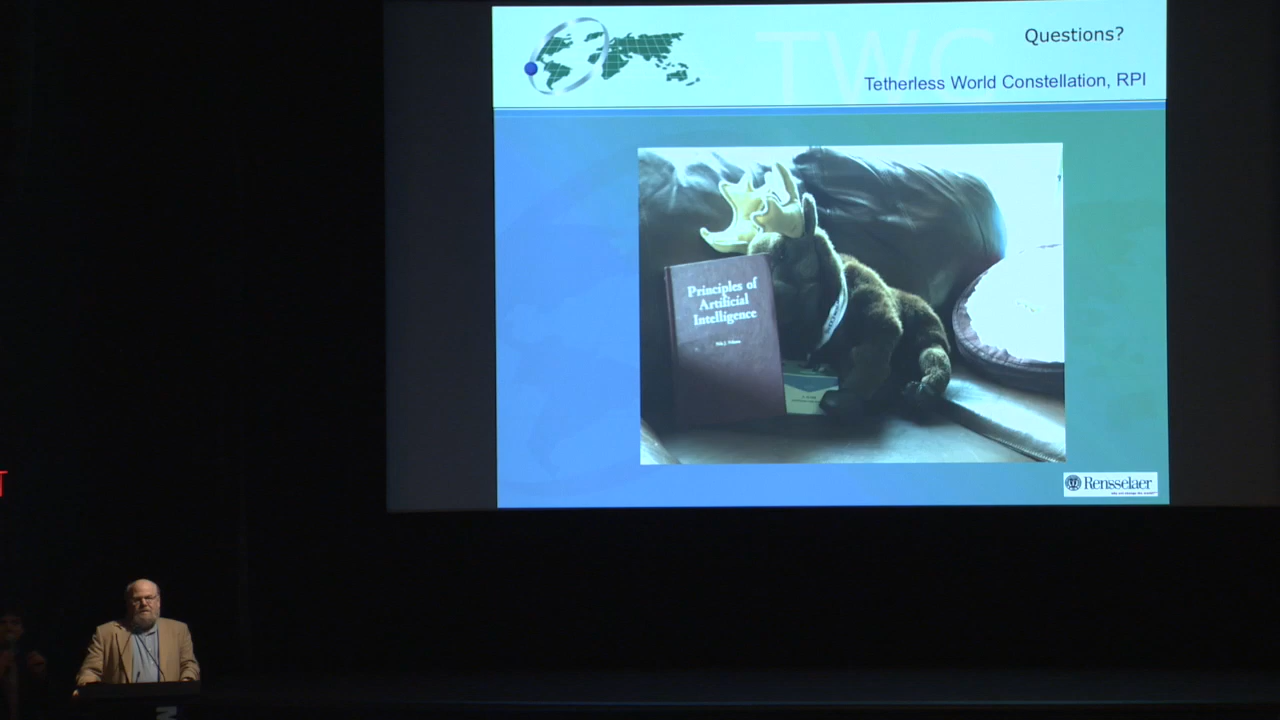 TWC
Questions?
Tetherless World Constellation, RPI
Principles of
Artificial
Intelligence
Rensselaer
T
M